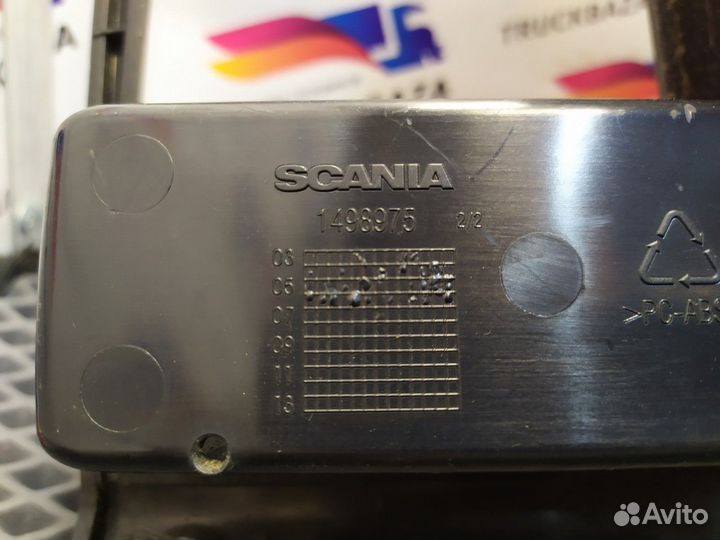 TRUCKBAZA
SCANIA
1498975 2/2
03
05
07
09
11
13
>PC-ABS
Avito